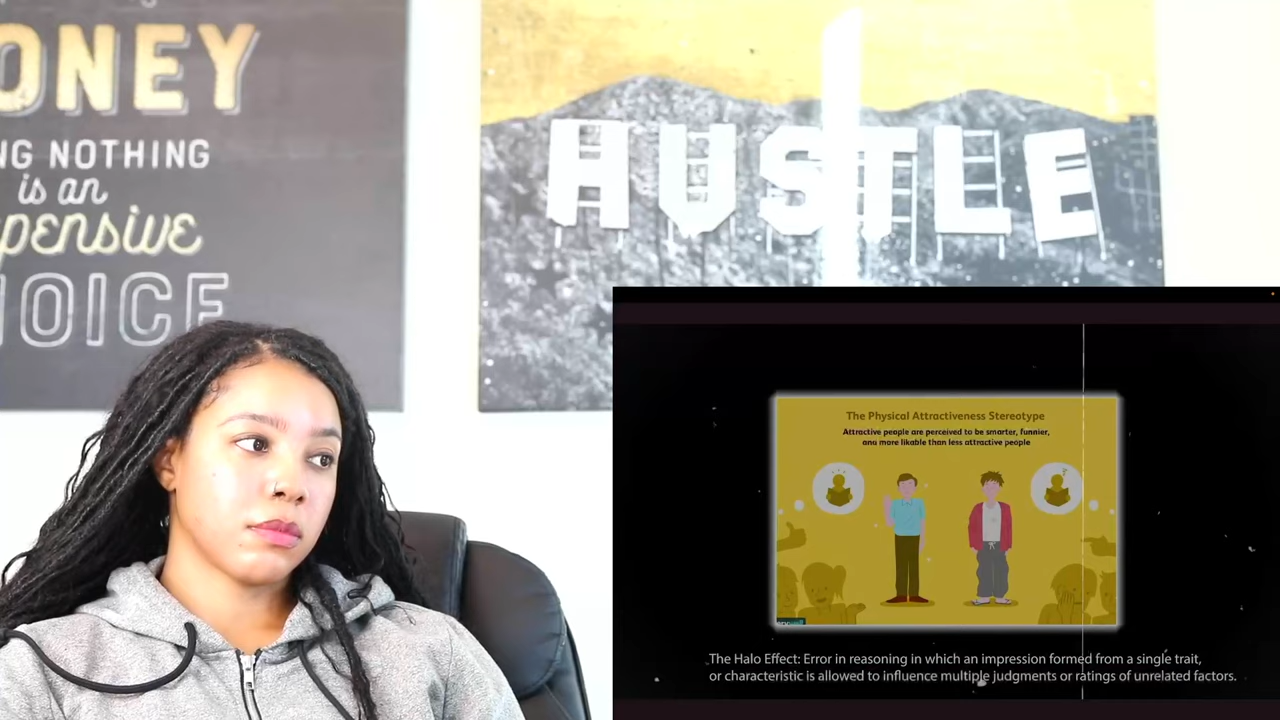 ONEY
NG NOTHING
is an
pensive
HOICE
HUSTLE
The Physical Attractiveness Stereotype
Attractive people are perceived to be smarter, funnier,
and more likable than less attractive people
The Halo Effect: Error in reasoning in which an impression formed from a single trait,
or characteristic is allowed to influence multiple judgments or ratings of unrelated factors.